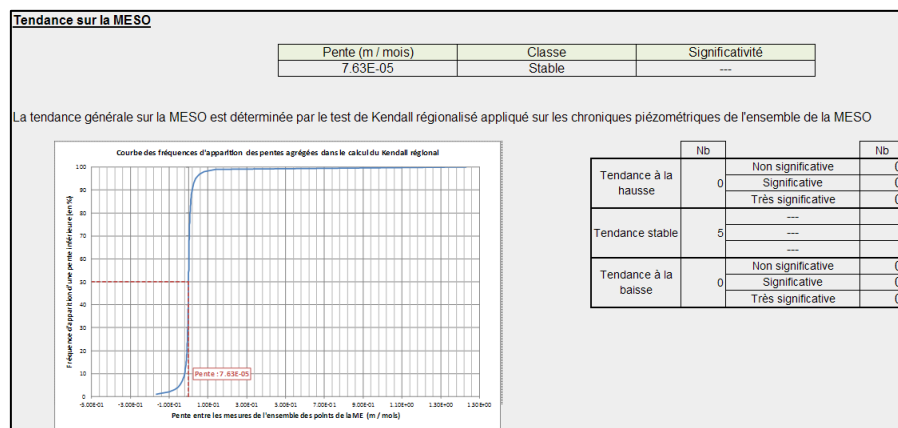 Tendance sur la MESO
Pente (m / mois) Classe Significativité
7.63E-05 Stable ---
La tendance générale sur la MESO est déterminée par le test de Kendall régionalisé appliqué sur les chroniques piézométriques de l'ensemble de la MESO
Courbe des fréquences d'apparition des pentes agrégées dans le calcul du Kendall régional
Fréquence d'apparition d'une pente inférieure (en %)
100
90
80
70
60
50
40
30
20
10
0
Pente : 7.63E-05
-5.00E-01 -3.00E-01 -1.00E-01 1.00E-01 3.00E-01 5.00E-01 7.00E-01 9.00E-01 1.10E+00 1.30E+00 1.50E+00
Pente entre les mesures de l'ensemble des points de la ME (m / mois)
Nb Nb
Tendance à la hausse 0
Non significative 0
Significative 0
Très significative 0
Tendance stable 5
---
---
---
Tendance à la baisse 0
Non significative 0
Significative 0
Très significative 0